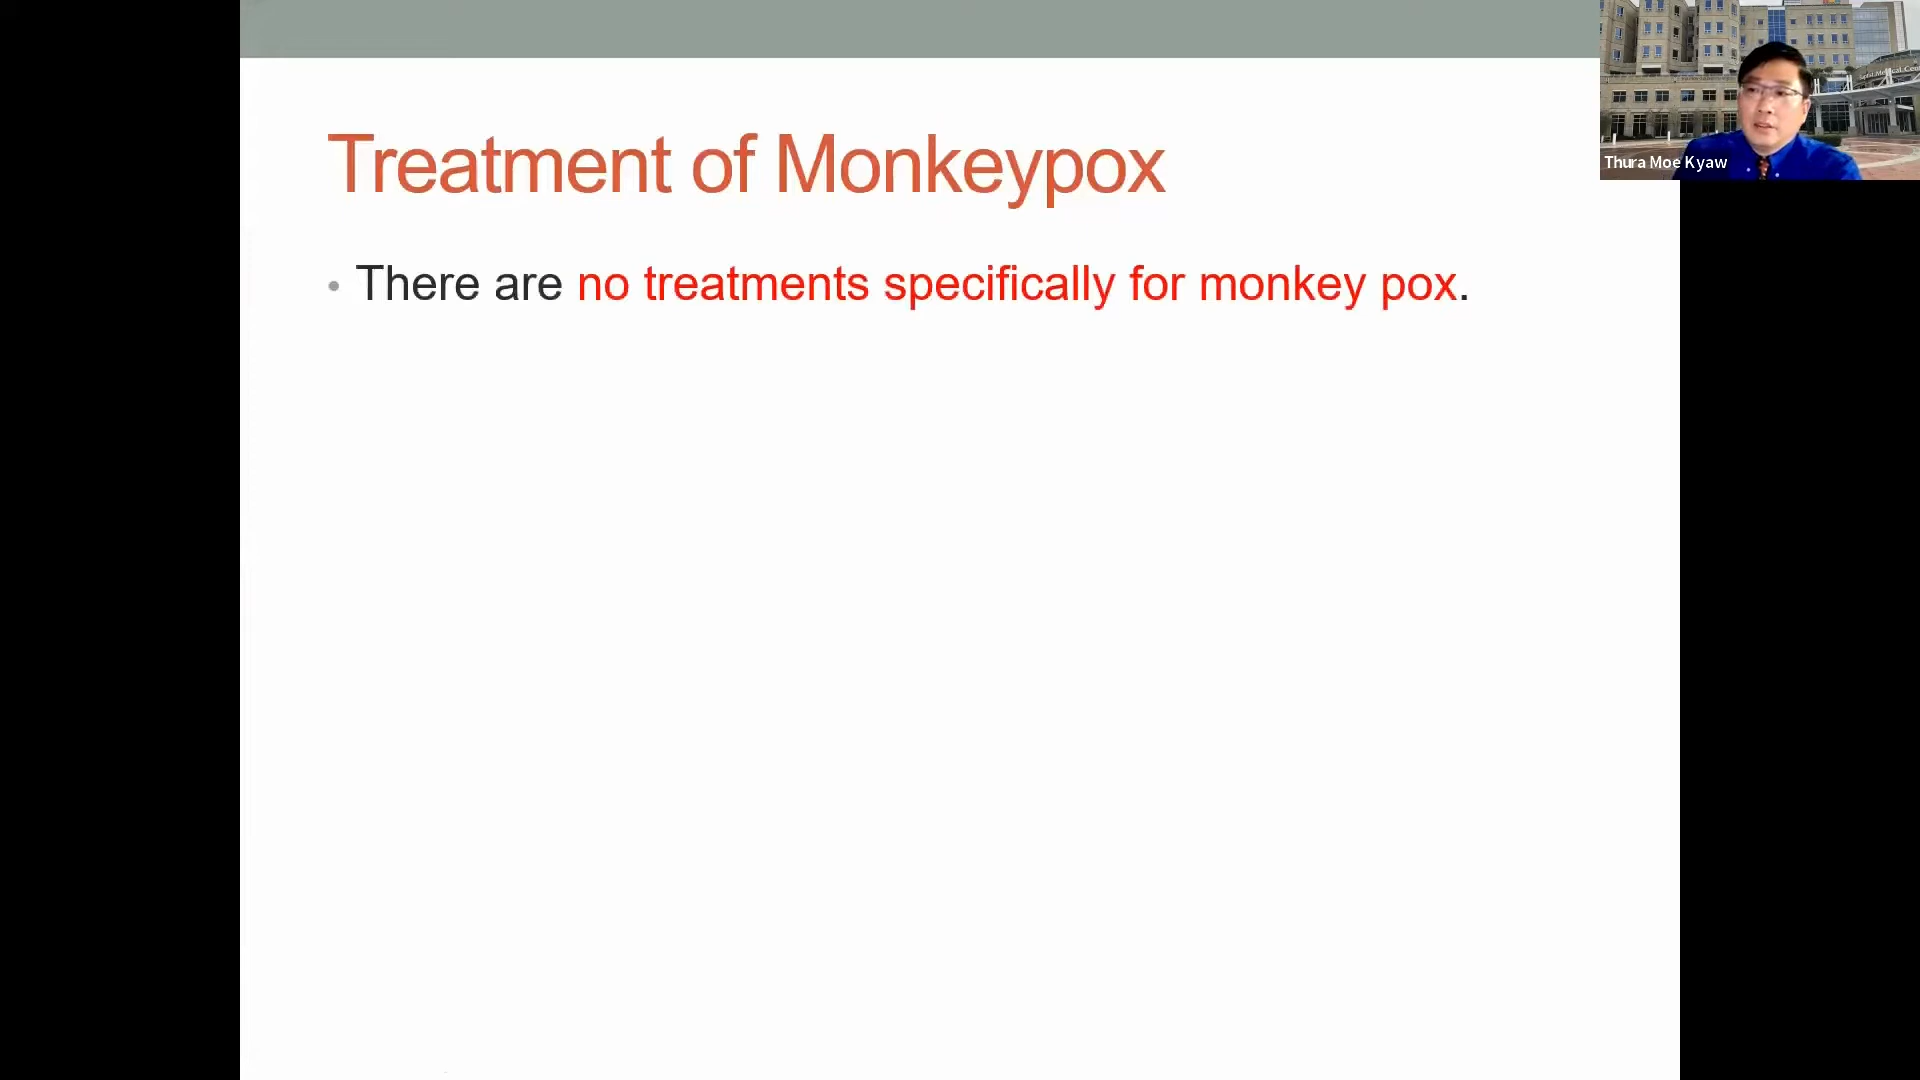 Treatment of Monkeypox
• There are no treatments specifically for monkey pox.
Thura Moe Kyaw